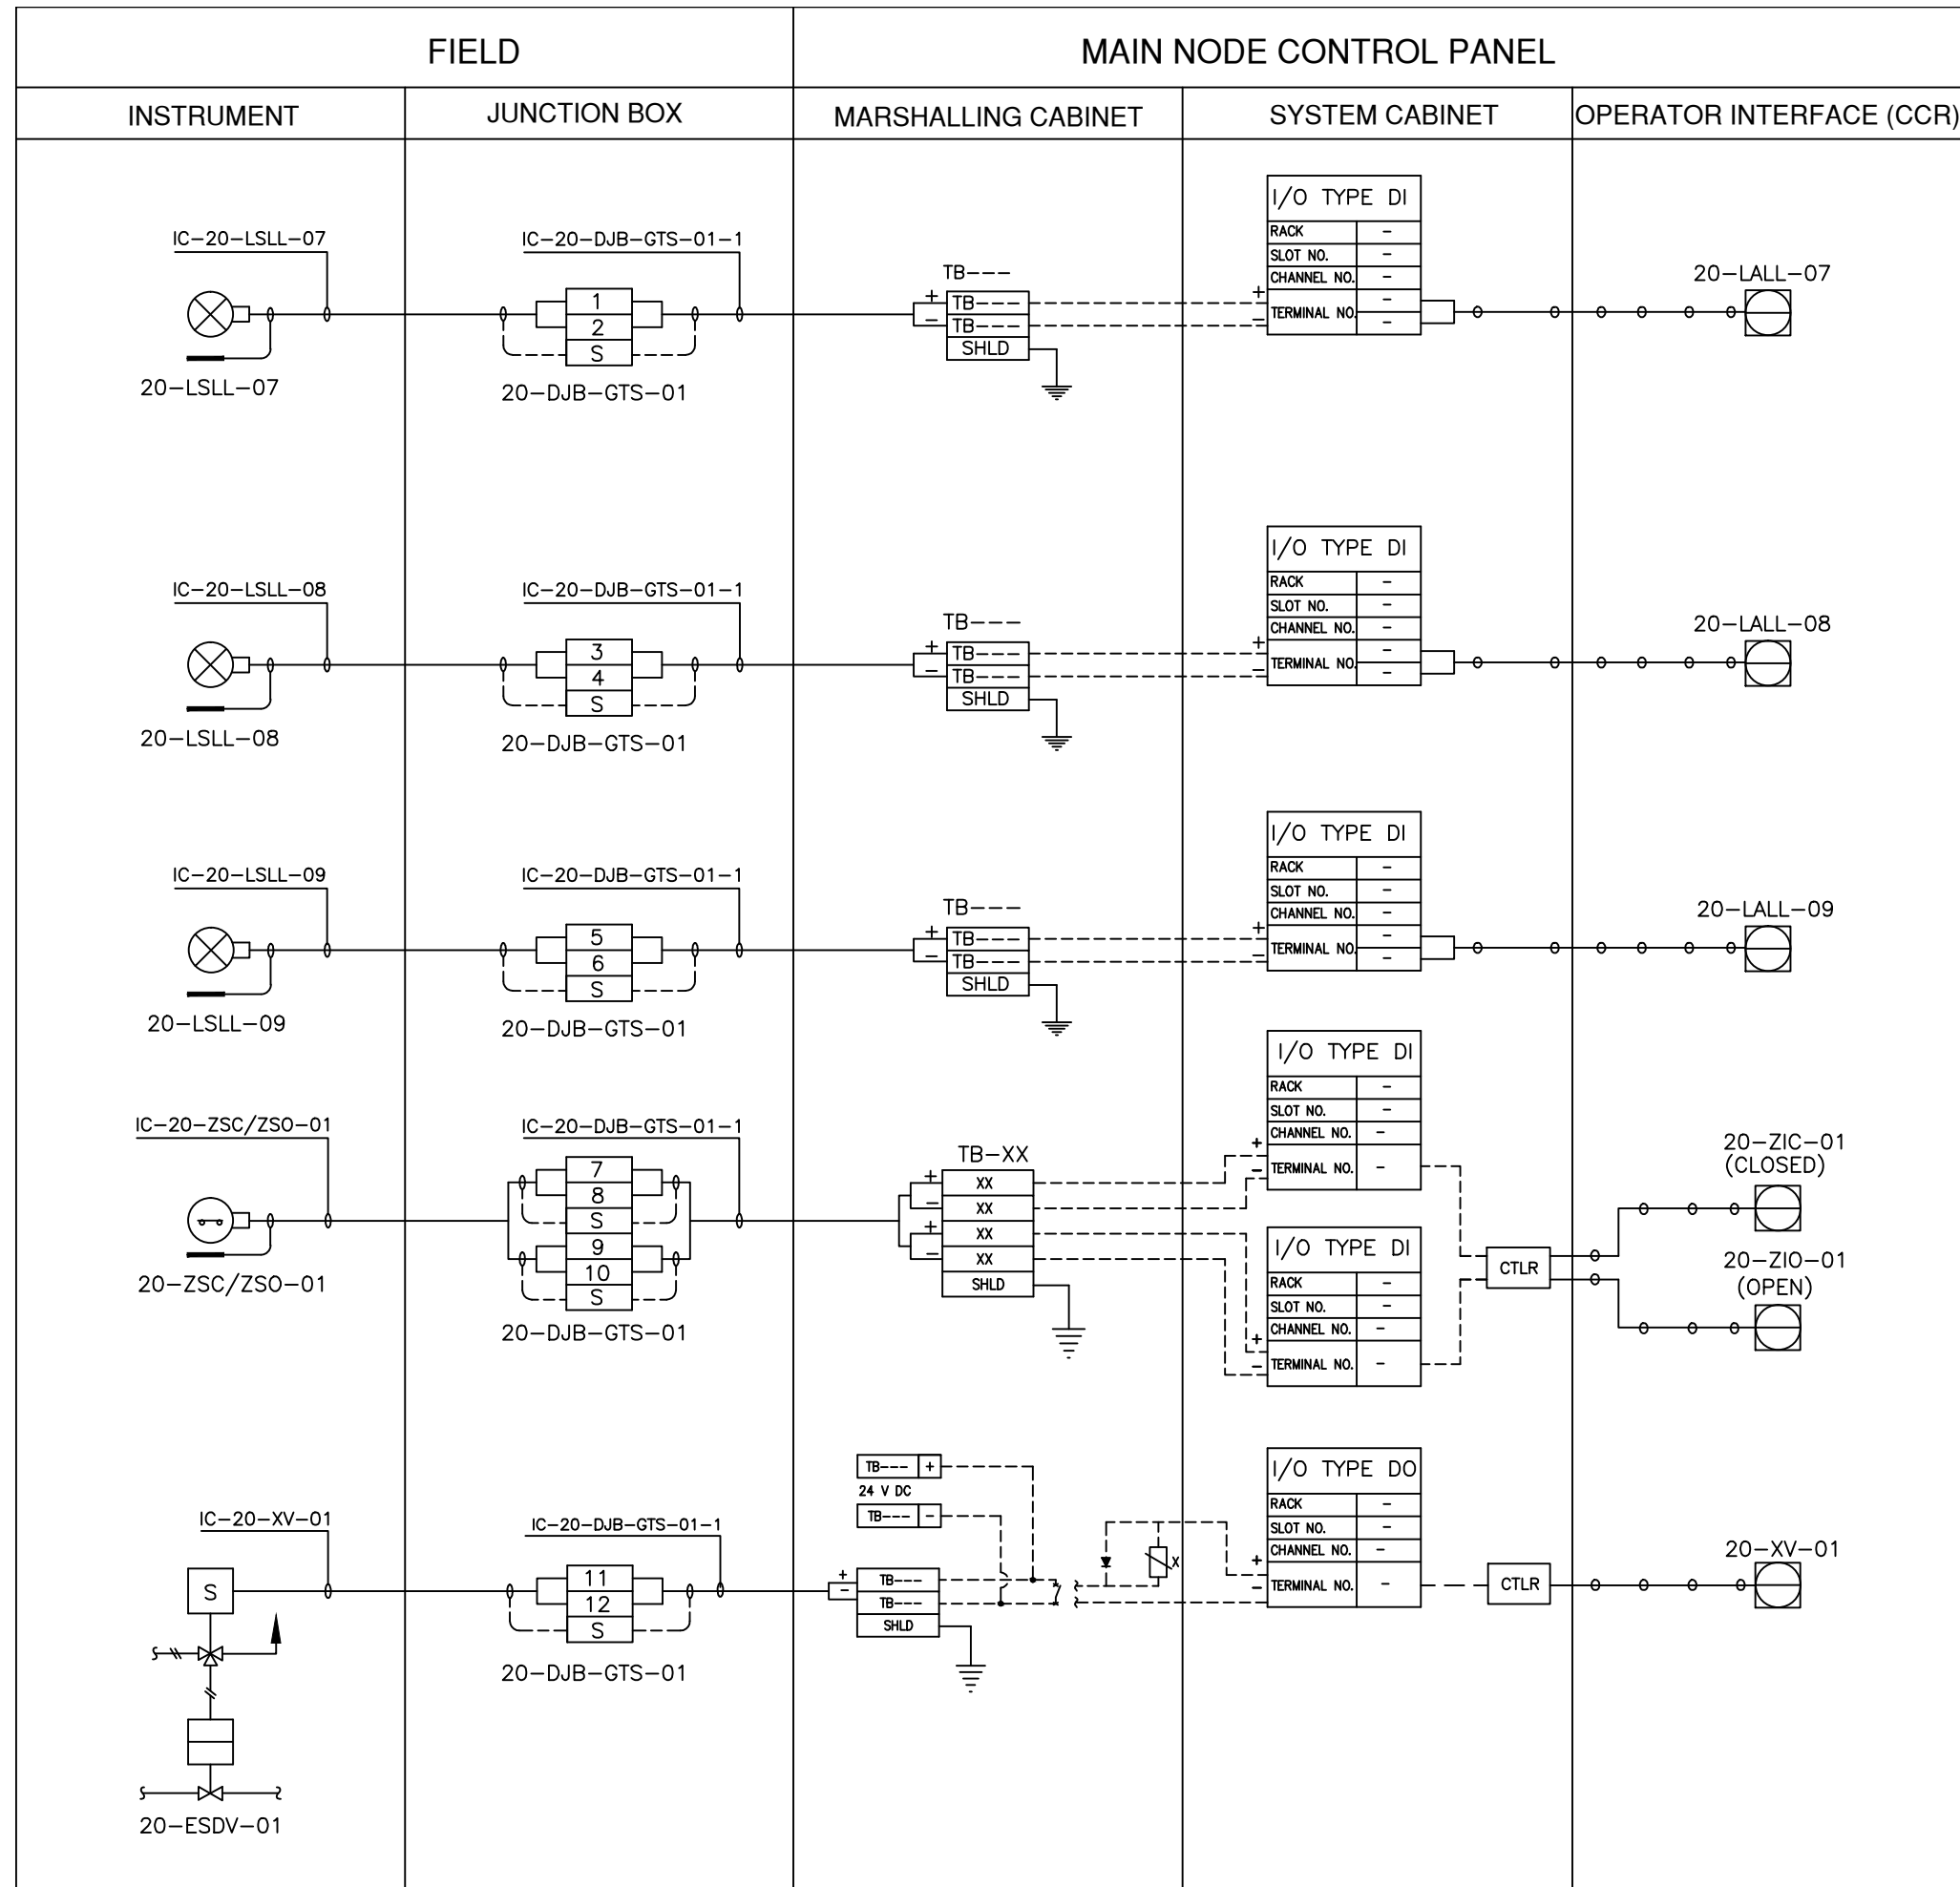 FIELD
MAIN NODE CONTROL PANEL
INSTRUMENT
JUNCTION BOX
MARSHALLING CABINET
SYSTEM CABINET
OPERATOR INTERFACE (CCR)
IC-20-LSLL-07
20-LSLL-07
IC-20-DJB-GTS-01-1
1
2
S
20-DJB-GTS-01
TB---
+ TB---
- TB---
SHLD
I/O TYPE DI
RACK -
SLOT NO. -
CHANNEL NO. -
+ -
TERMINAL NO.
- -
20-LALL-07
IC-20-LSLL-08
20-LSLL-08
IC-20-DJB-GTS-01-1
3
4
S
20-DJB-GTS-01
TB---
+ TB---
- TB---
SHLD
I/O TYPE DI
RACK -
SLOT NO. -
CHANNEL NO. -
+ -
TERMINAL NO.
- -
20-LALL-08
IC-20-LSLL-09
20-LSLL-09
IC-20-DJB-GTS-01-1
5
6
S
20-DJB-GTS-01
TB---
+ TB---
- TB---
SHLD
I/O TYPE DI
RACK -
SLOT NO. -
CHANNEL NO. -
+ -
TERMINAL NO.
- -
20-LALL-09
IC-20-ZSC/ZSO-01
20-ZSC/ZSO-01
IC-20-DJB-GTS-01-1
7
8
S
9
10
S
20-DJB-GTS-01
TB-XX
+ XX
- XX
+ XX
- XX
SHLD
I/O TYPE DI
RACK -
SLOT NO. -
CHANNEL NO. -
+
- TERMINAL NO. -
I/O TYPE DI
RACK -
SLOT NO. -
CHANNEL NO. -
+
- TERMINAL NO. -
CTLR
20-ZIC-01
(CLOSED)
20-ZIO-01
(OPEN)
IC-20-XV-01
S
20-ESDV-01
IC-20-DJB-GTS-01-1
11
12
S
20-DJB-GTS-01
TB--- +
24 V DC
TB--- -
+ TB---
- TB---
SHLD
X
I/O TYPE DO
RACK -
SLOT NO. -
CHANNEL NO. -
+
- TERMINAL NO. -
CTLR
20-XV-01